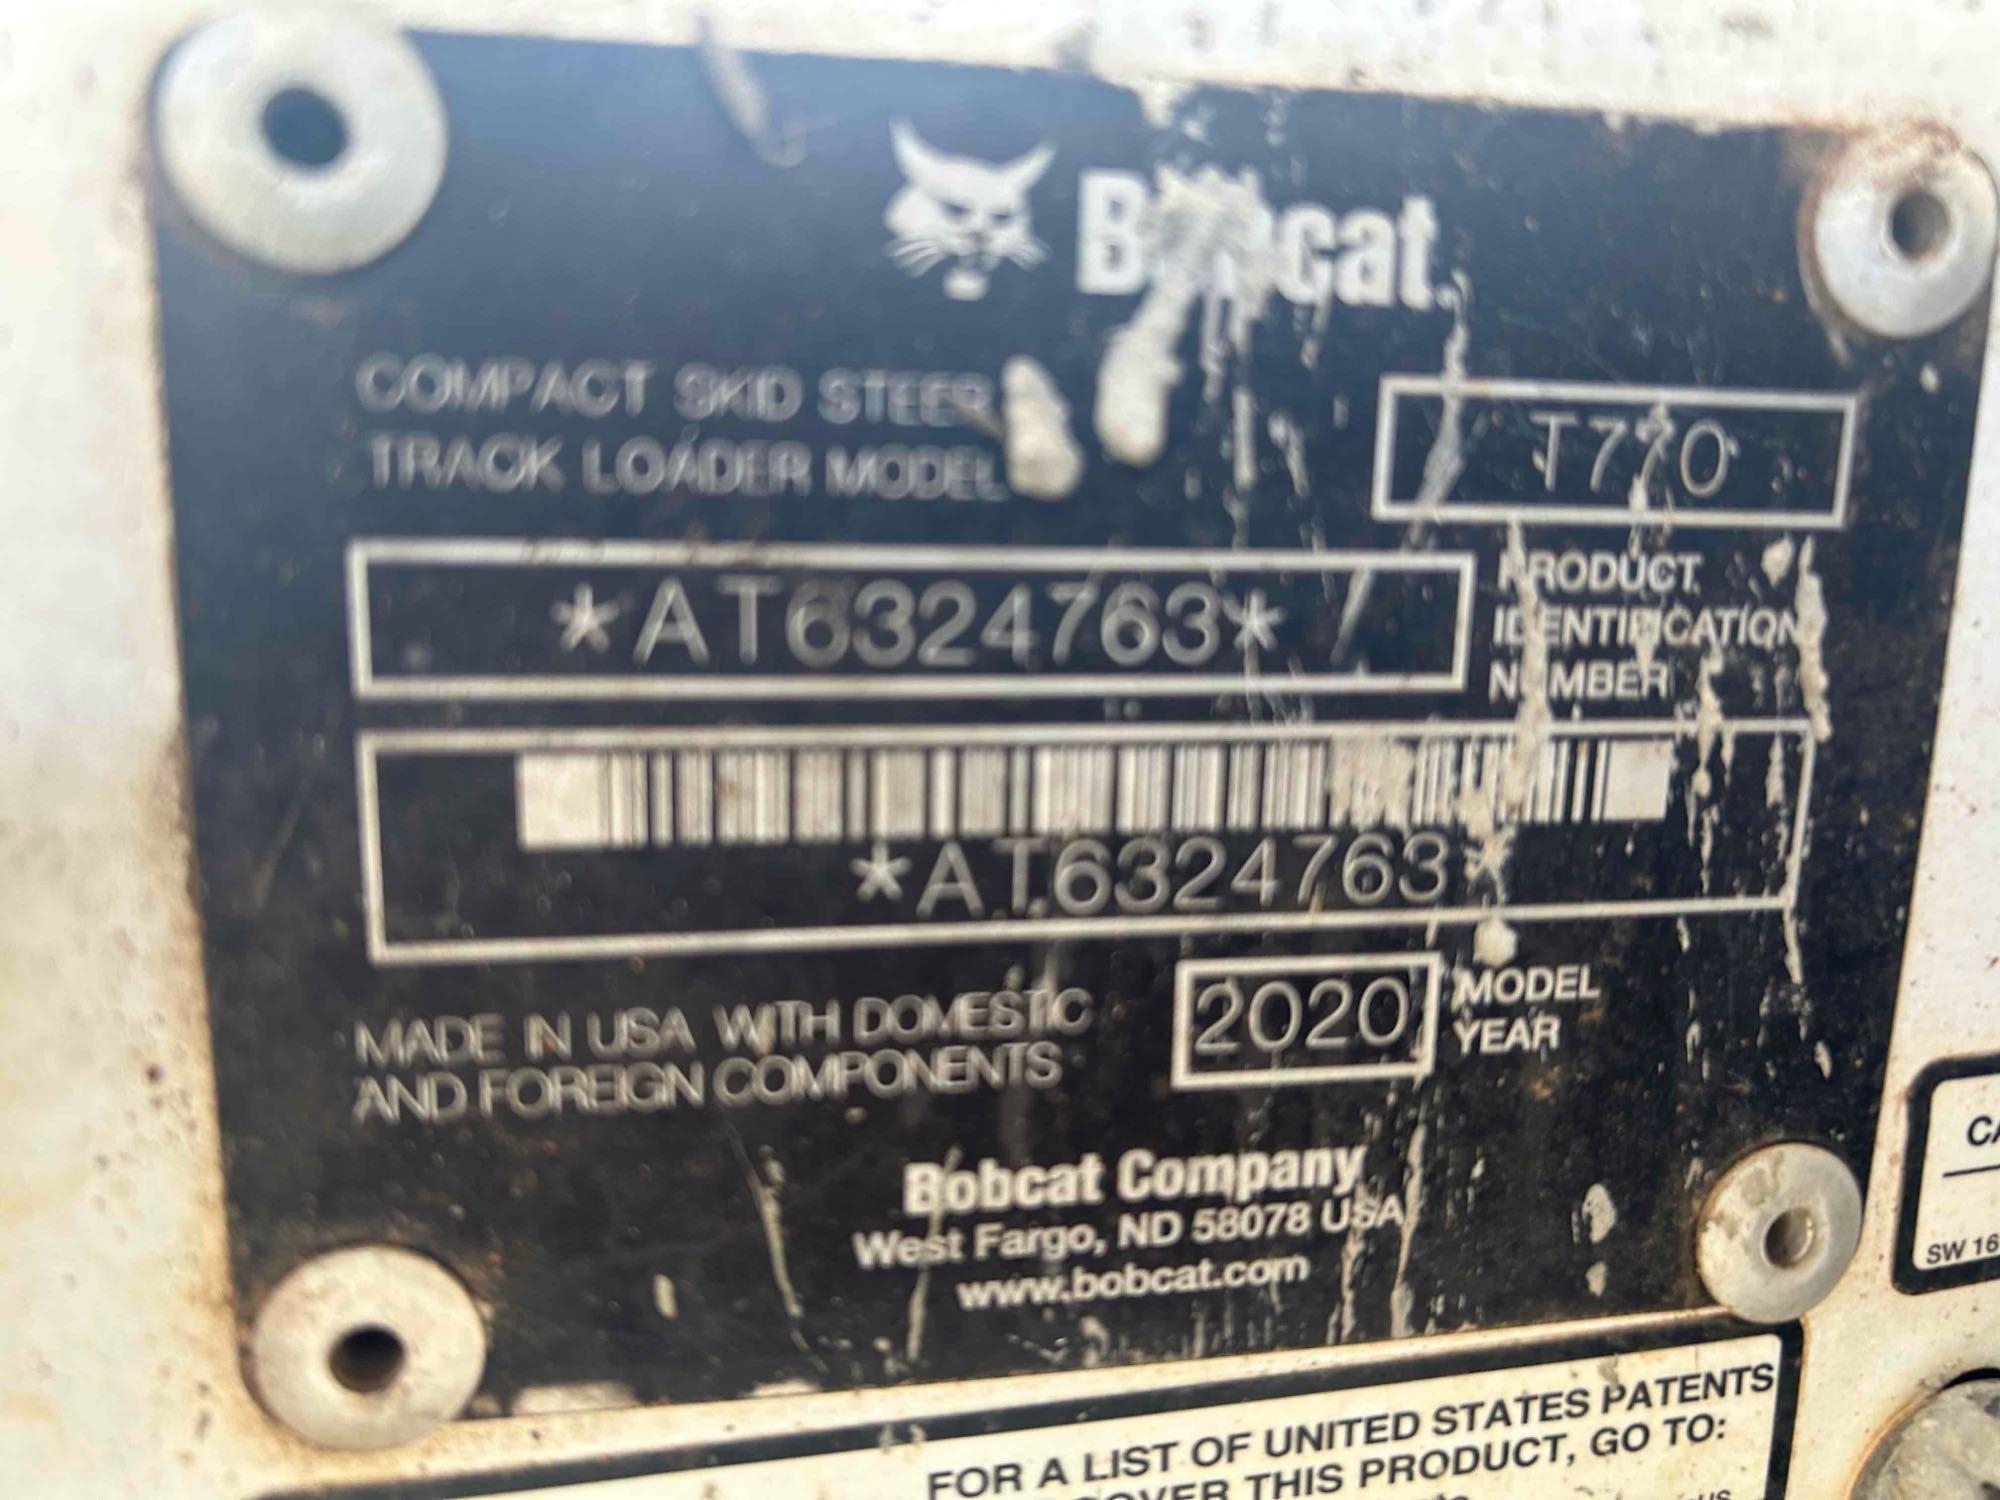 Bobcat.
COMPACT SKID STEER
TRACK LOADER MODEL
T770
*AT6324763*
PRODUCT
IDENTIFICATION
NUMBER
*AT6324763*
MADE IN USA WITH DOMESTIC
AND FOREIGN COMPONENTS
2020
MODEL
YEAR
Bobcat Company
West Fargo, ND 58078 USA
www.bobcat.com
SW 16
FOR A LIST OF UNITED STATES PATENTS
THIS PRODUCT, GO TO: